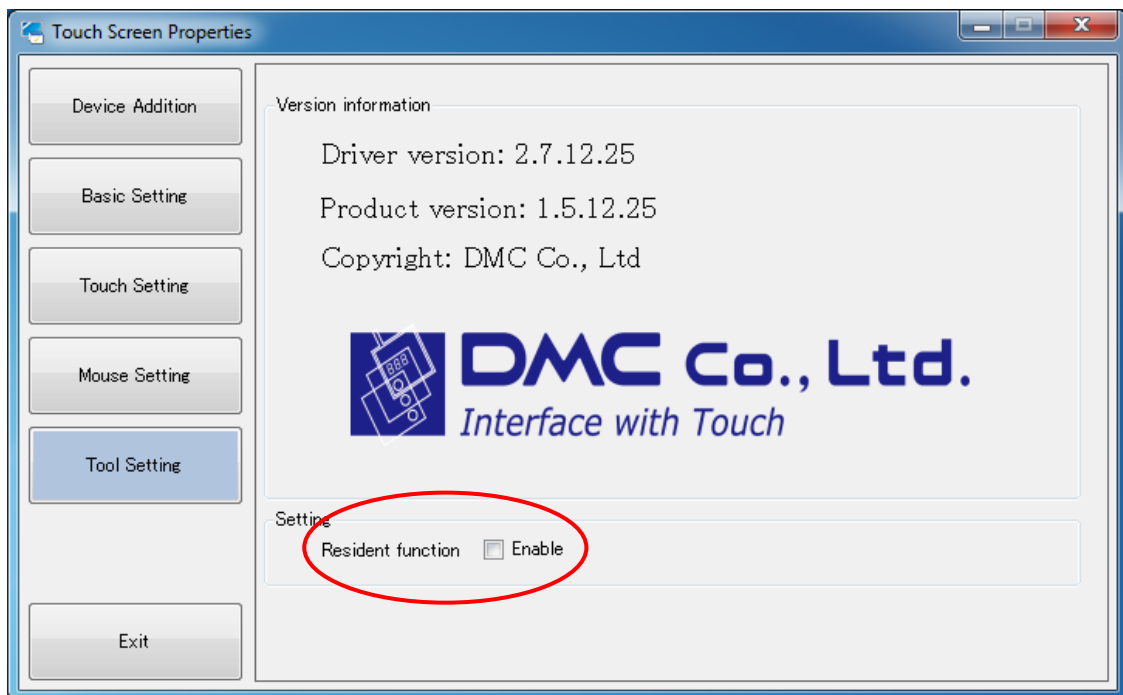 Touch Screen Properties
Device Addition
Basic Setting
Touch Setting
Mouse Setting
Tool Setting
Exit
Version information
Driver version: 2.7.12.25
Product version: 1.5.12.25
Copyright: DMC Co., Ltd
888
DMC Co., Ltd.
Interface with Touch
Setting
Resident function Enable